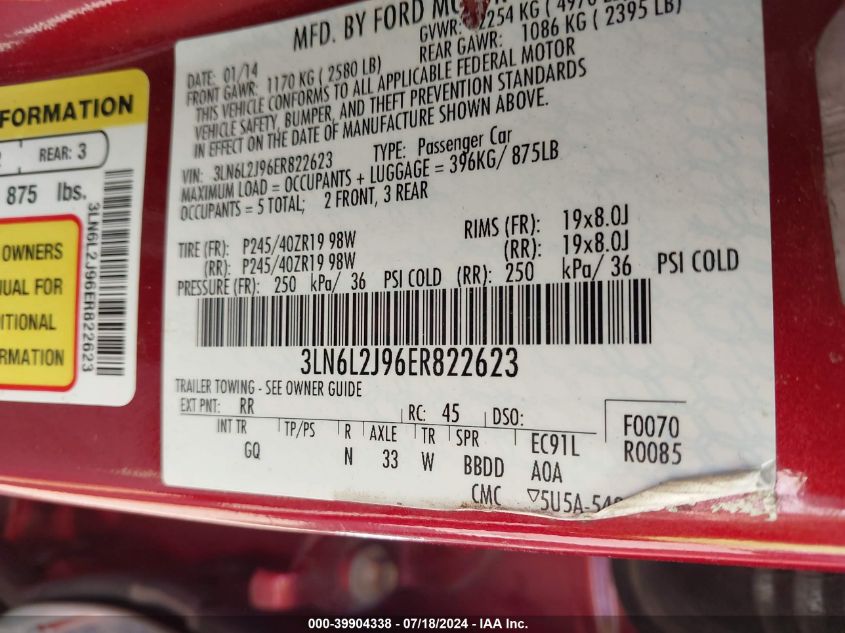 MFD. BY FORD
DATE: 01/14 GVWR: KG
FRONT GAWR: 1170 KG ( 2580 LB) REAR GAWR: 1086 KG ( 2395 LB)
THIS VEHICLE CONFORMS TO ALL APPLICABLE FEDERAL MOTOR
VEHICLE SAFETY, BUMPER, AND THEFT PREVENTION STANDARDS
IN EFFECT ON THE DATE OF MANUFACTURE SHOWN ABOVE.
VIN: 3LN6L2J96ER822623 TYPE: Passenger Car
MAXIMUM LOAD = OCCUPANTS + LUGGAGE = 396KG/ 875LB
OCCUPANTS = 5 TOTAL; 2 FRONT, 3 REAR
TIRE (FR): P245/40ZR19 98W RIMS (FR): 19x8.0J
(RR): P245/40ZR19 98W (RR): 19x8.0J
PRESSURE (FR): 250 kPa/ 36 PSI COLD (RR): 250 kPa/ 36 PSI COLD
3LN6L2J96ER822623
TRAILER TOWING - SEE OWNER GUIDE
EXT PNT: RR RC: 45 DSO:
INT TR TP/PS R AXLE TR SPR EC91L
GQ N 33 W BBDD AOA
CMC ▽5U5A-
F0070
R0085
REAR: 3
875 lbs.
OWNERS
FOR
3LN6L2J96ER822623
000-39904338 / 07/18/2024 - IAA Inc.